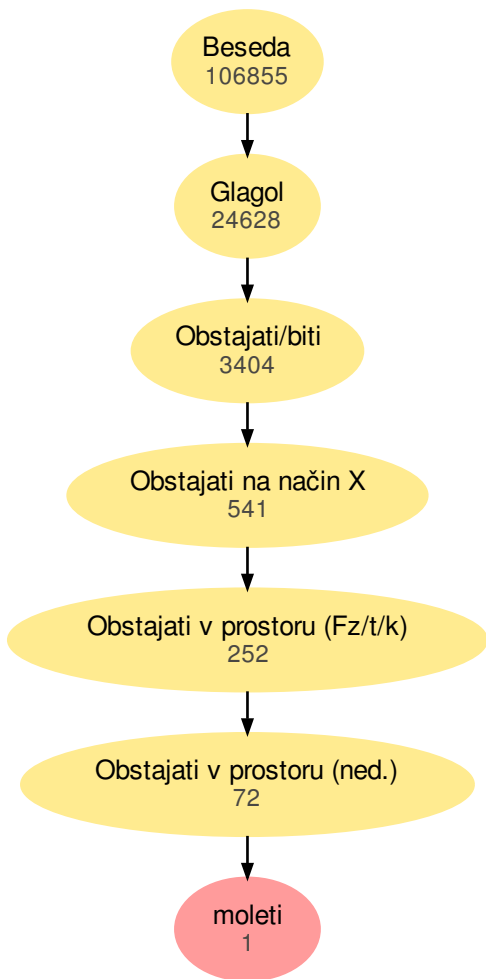 Beseda
106855
Glagol
24628
Obstajati/biti
3404
Obstajati na način X
541
Obstajati v prostoru (Fz/t/k)
252
Obstajati v prostoru (ned.)
72
moleti
1